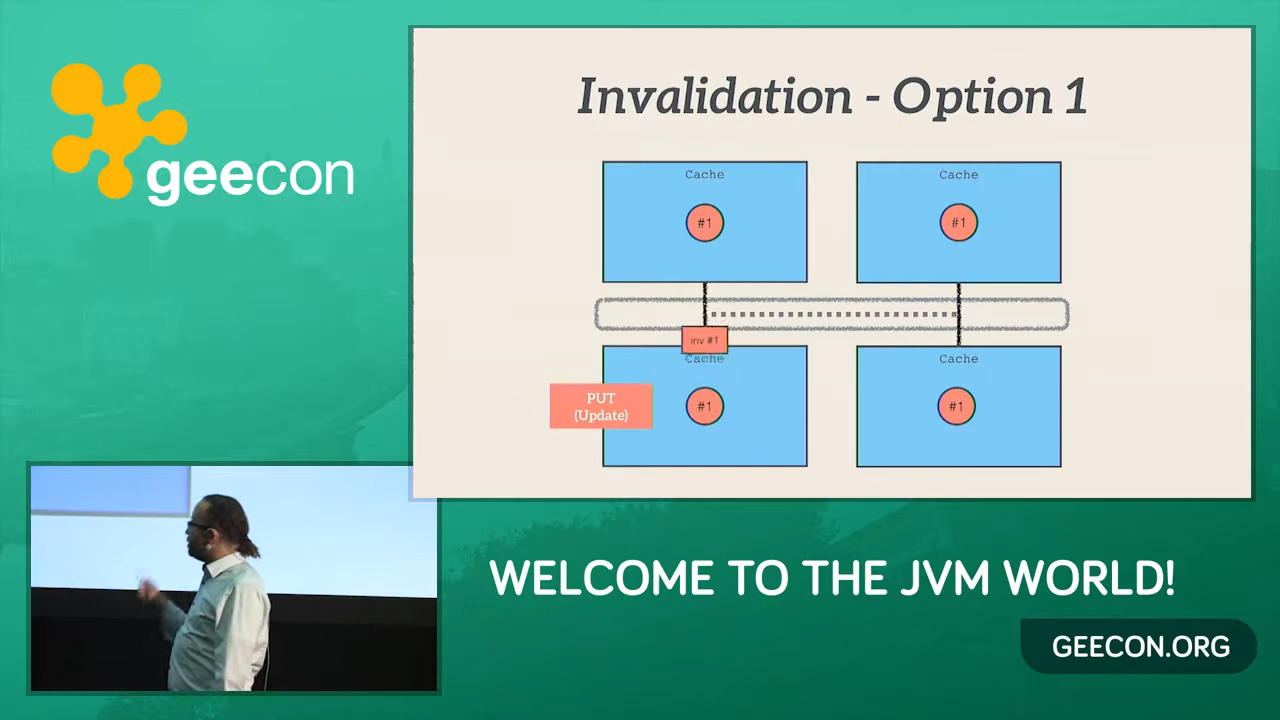 geecon
Invalidation - Option 1
Cache
Cache
#1
#1
inv #1
Cache
Cache
PUT
(Update)
#1
#1
WELCOME TO THE JVM WORLD!
GEECON.ORG